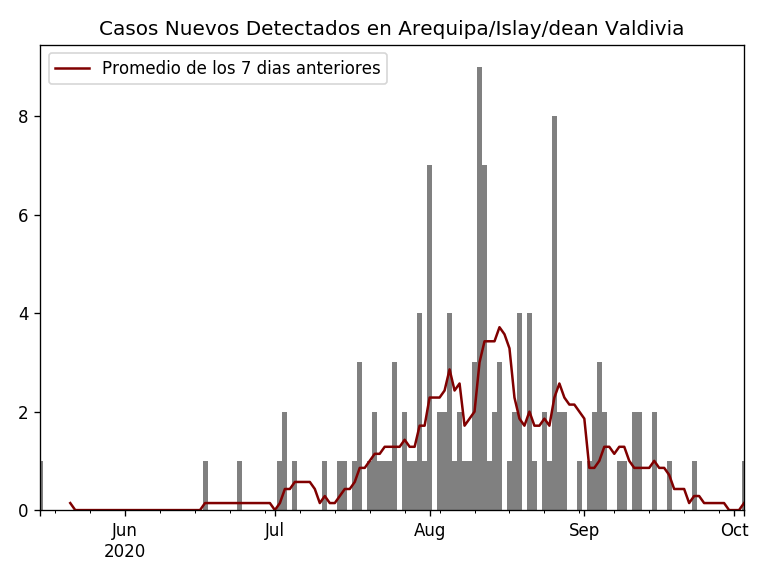 Casos Nuevos Detectados en Arequipa/Islay/dean Valdivia
Promedio de los 7 dias anteriores
8
6
4
2
0
Jun Jul Aug Sep Oct
2020